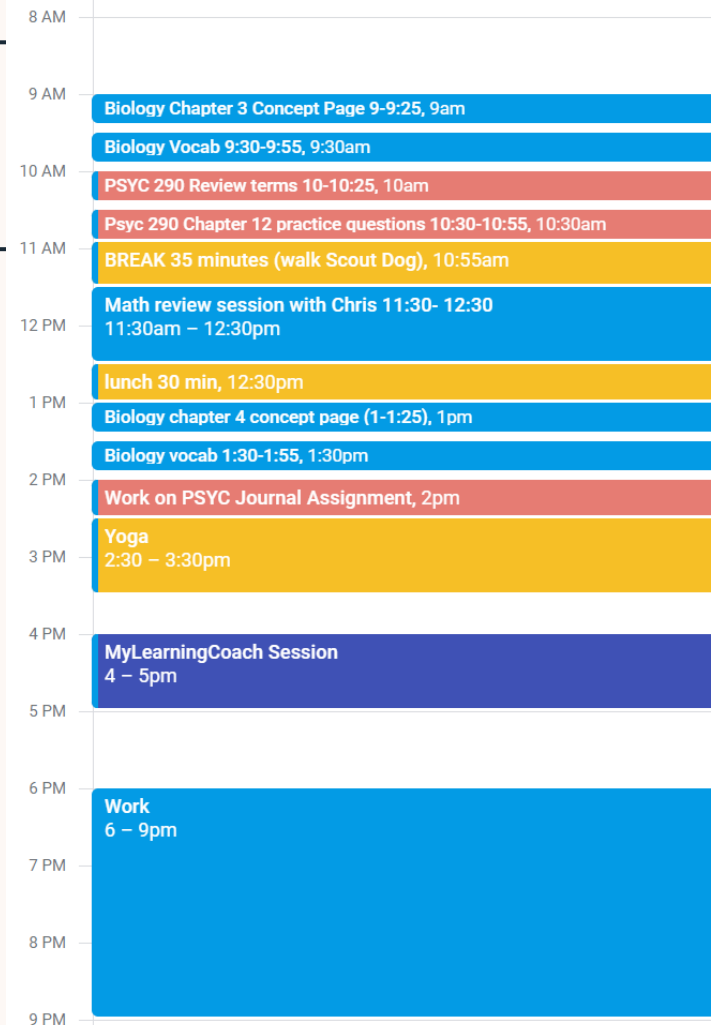 8 AM
9 AM
Biology Chapter 3 Concept Page 9-9:25, 9am
Biology Vocab 9:30-9:55, 9:30am
10 AM
PSYC 290 Review terms 10-10:25, 10am
Psyc 290 Chapter 12 practice questions 10:30-10:55, 10:30am
11 AM
BREAK 35 minutes (walk Scout Dog), 10:55am
Math review session with Chris 11:30- 12:30
12 PM
11:30am – 12:30pm
lunch 30 min, 12:30pm
1 PM
Biology chapter 4 concept page (1-1:25), 1pm
Biology vocab 1:30-1:55, 1:30pm
2 PM
Work on PSYC Journal Assignment, 2pm
Yoga
3 PM
2:30 – 3:30pm
4 PM
MyLearningCoach Session
4 – 5pm
5 PM
6 PM
Work
6 – 9pm
7 PM
8 PM
9 PM